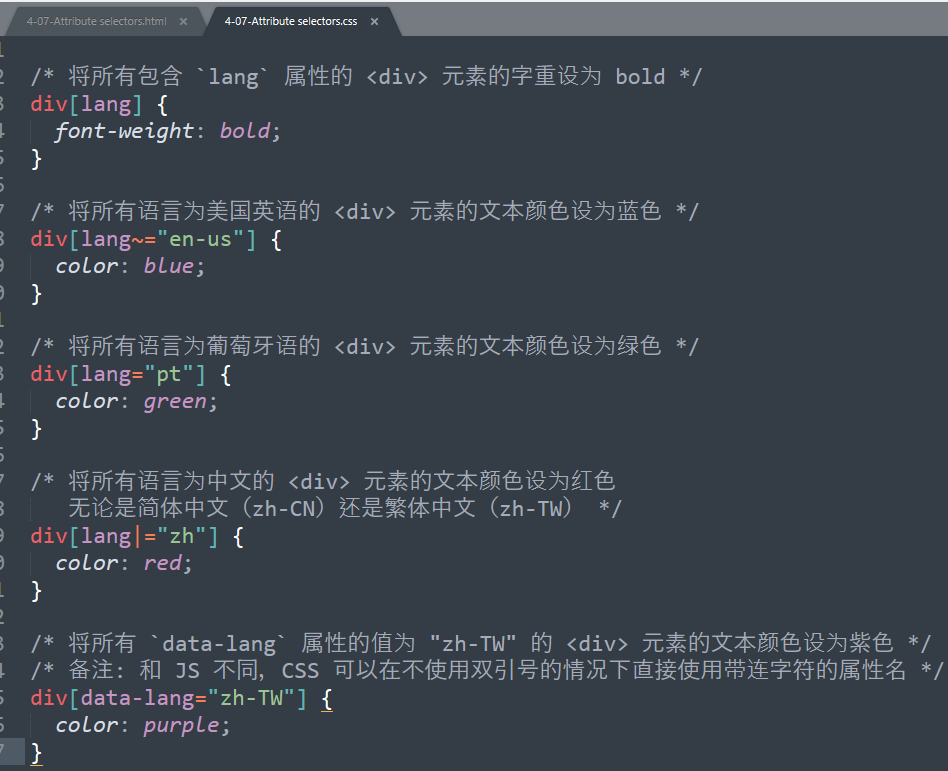 4-07-Attribute selectors.html × 4-07-Attribute selectors.css ×
/* 将所有包含 `lang` 属性的 <div> 元素的字重设为 bold */
div[lang] {
  font-weight: bold;
}
/* 将所有语言为美国英语的 <div> 元素的文本颜色设为蓝色 */
div[lang~="en-us"] {
  color: blue;
}
/* 将所有语言为葡萄牙语的 <div> 元素的文本颜色设为绿色 */
div[lang="pt"] {
  color: green;
}
/* 将所有语言为中文的 <div> 元素的文本颜色设为红色
   无论是简体中文（zh-CN）还是繁体中文（zh-TW） */
div[lang|="zh"] {
  color: red;
}
/* 将所有 `data-lang` 属性的值为 "zh-TW" 的 <div> 元素的文本颜色设为紫色 */
/* 备注: 和 JS 不同, CSS 可以在不使用双引号的情况下直接使用带连字符的属性名 */
div[data-lang="zh-TW"] {
  color: purple;
}